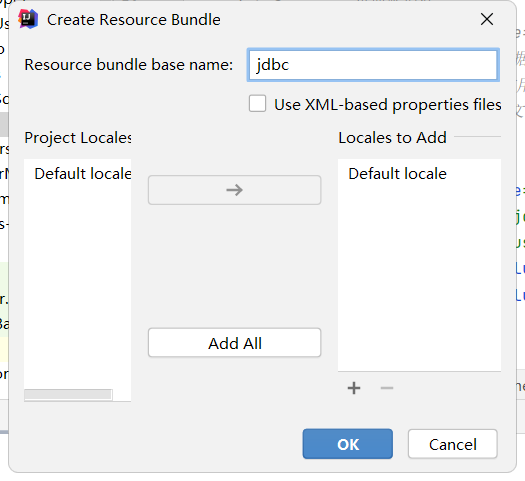 Create Resource Bundle
Resource bundle base name: jdbc
Use XML-based properties files
Project Locales
Locales to Add
Default locale
Default locale
Add All
OK
Cancel